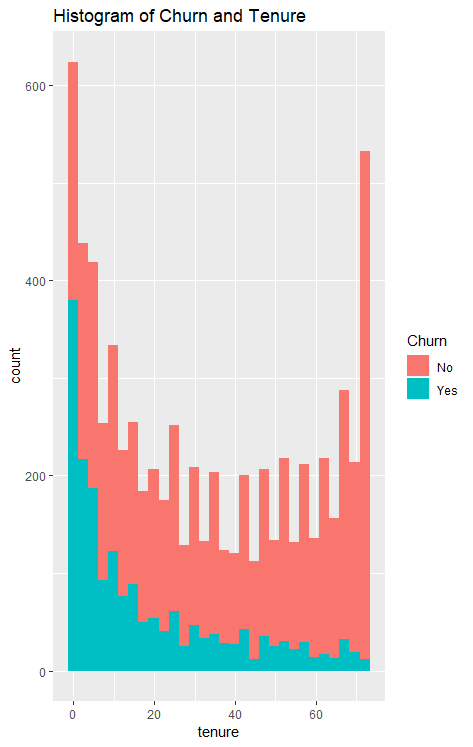 Histogram of Churn and Tenure
600
400
200
0
count
0 20 40 60
tenure
Churn
No
Yes